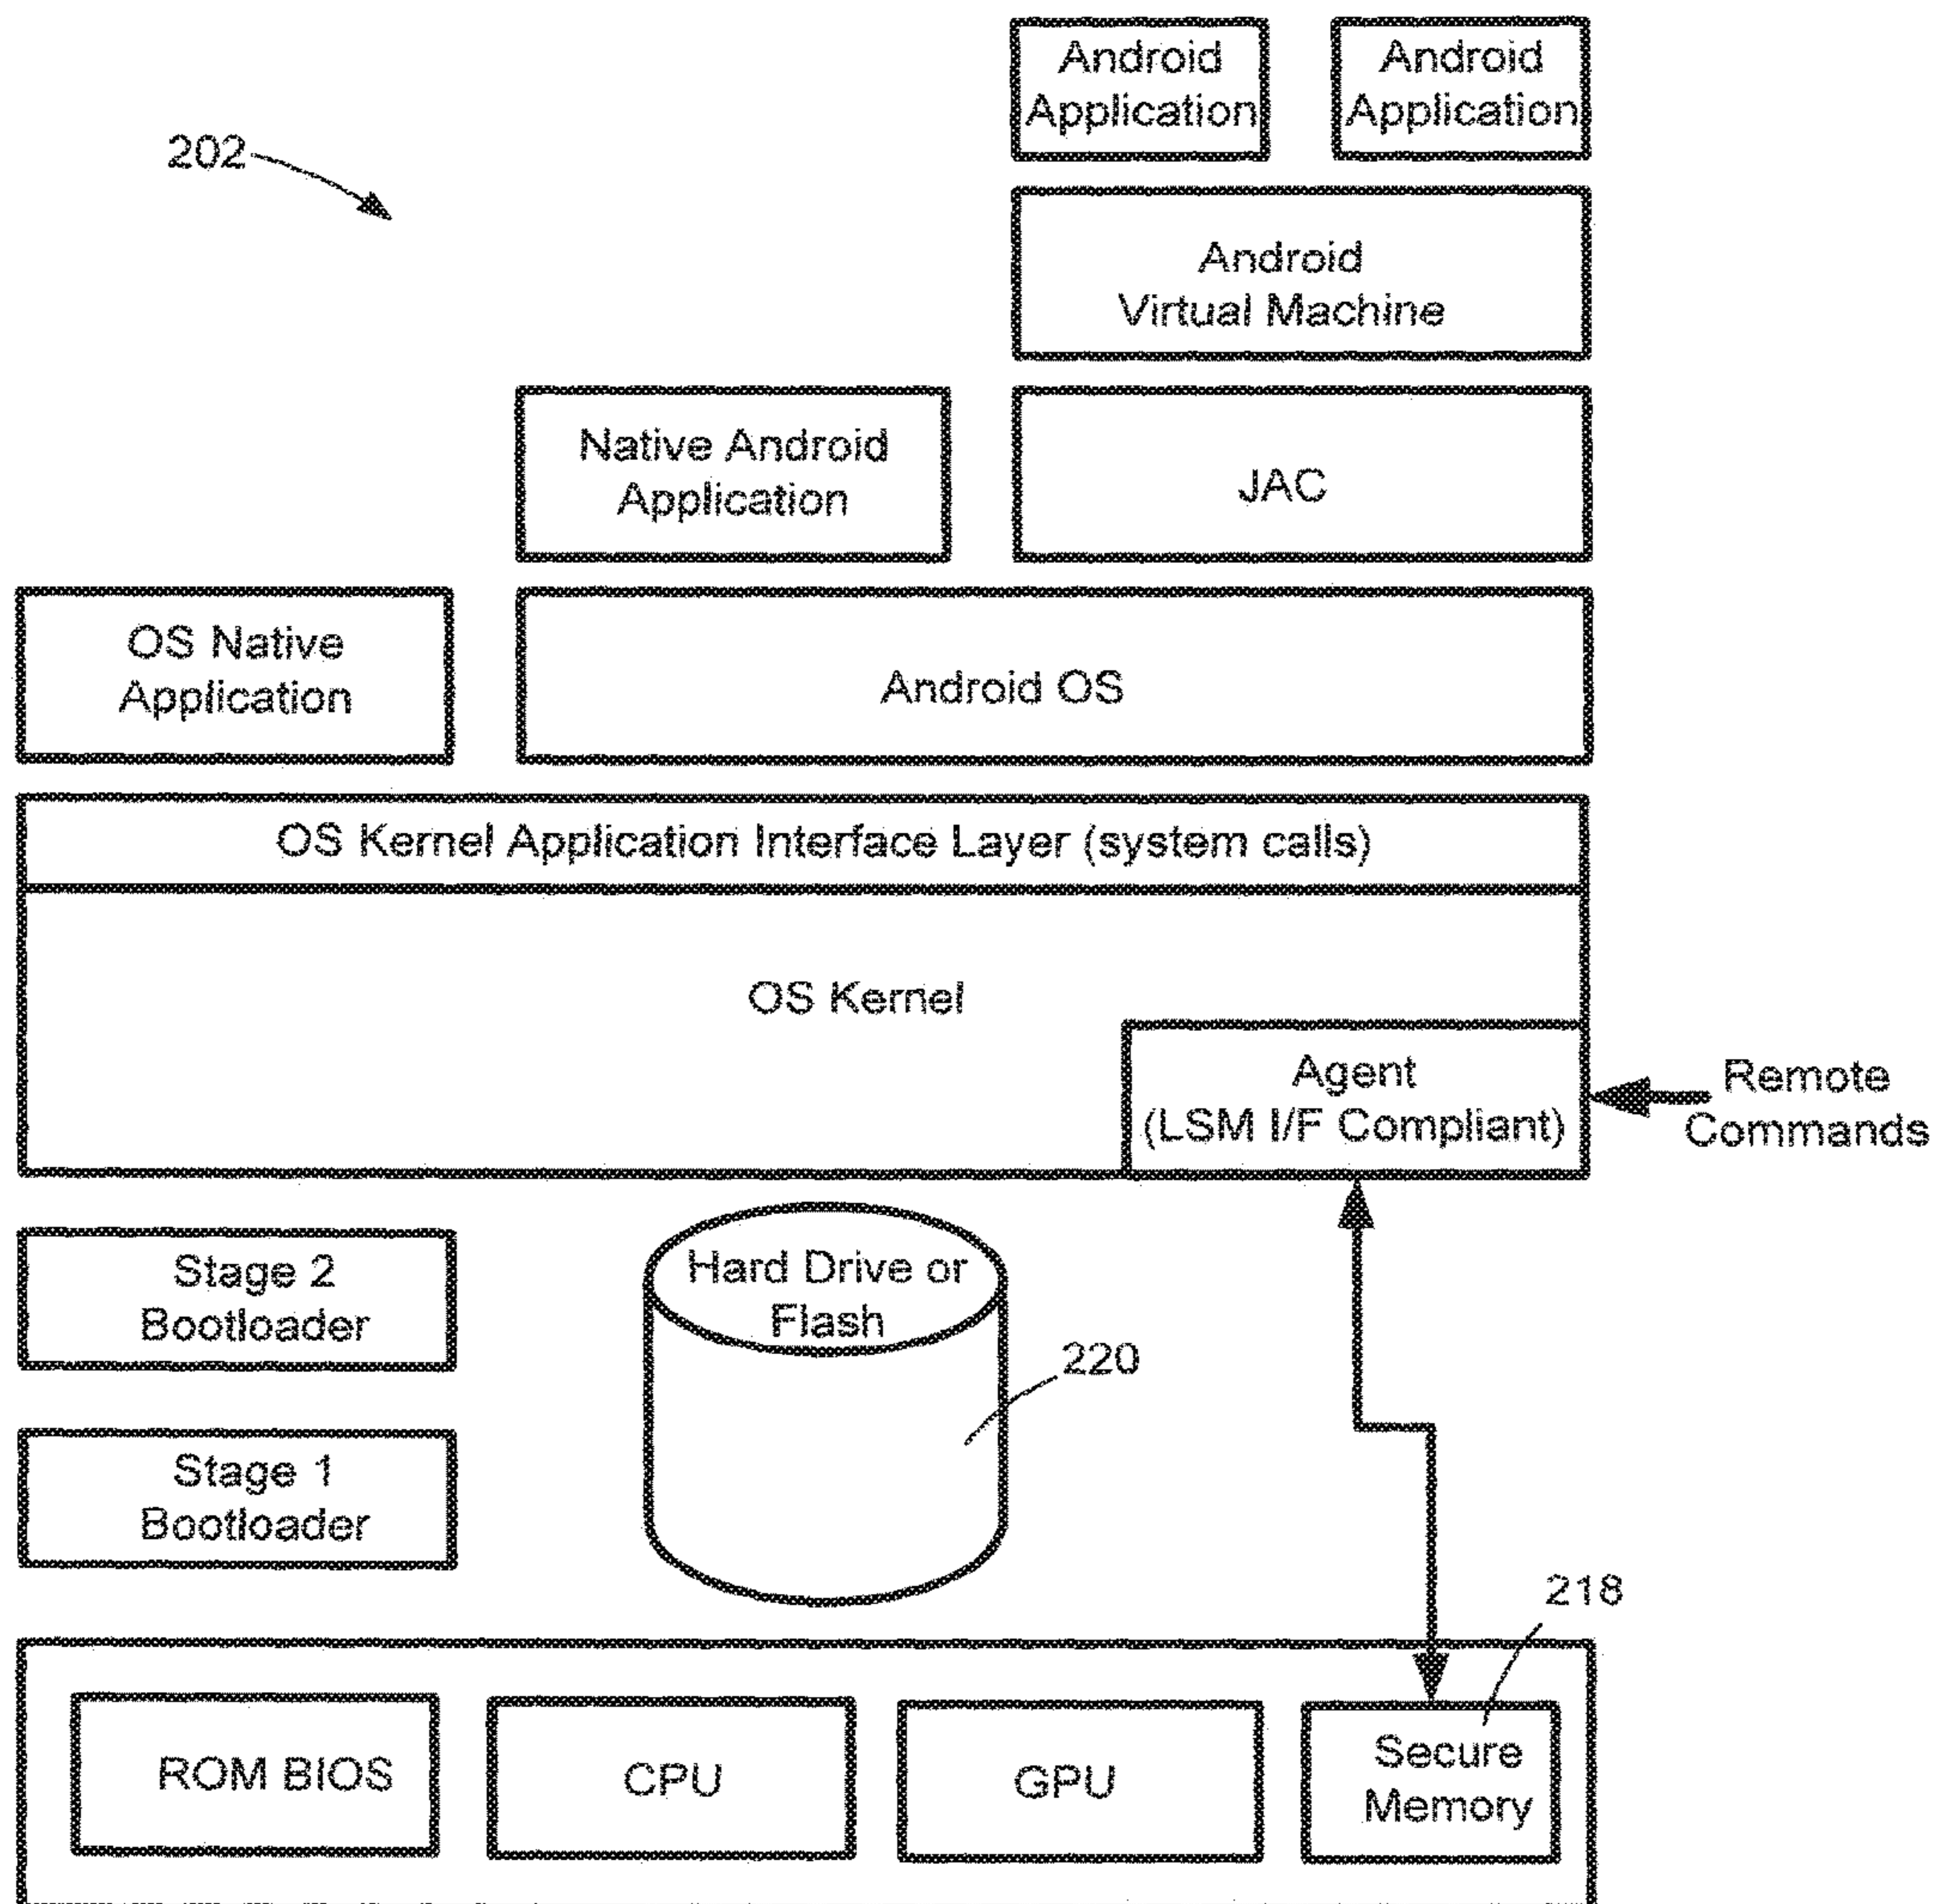 Android
Application
Android
Application
202
Android
Virtual Machine
Native Android
Application
JAC
OS Native
Application
Android OS
OS Kernel Application Interface Layer (system calls)
OS Kernel
Agent
(LSM I/F Compliant)
Remote
Commands
Stage 2
Bootloader
Hard Drive or
Flash
220
Stage 1
Bootloader
218
ROM BIOS
CPU
GPU
Secure
Memory